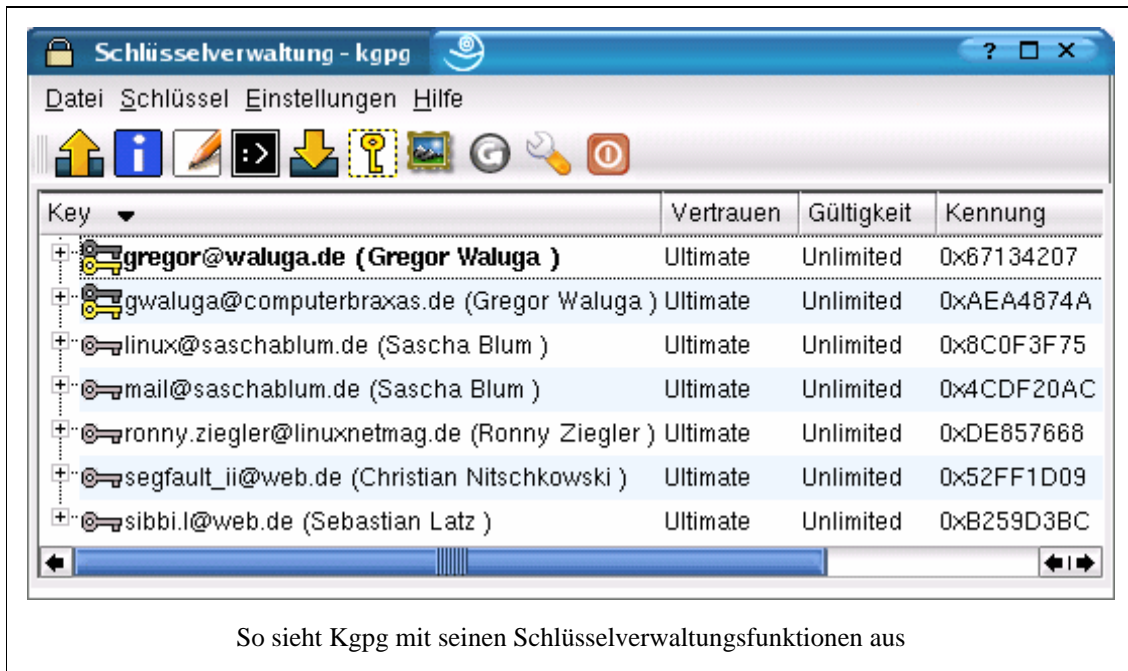 Schlüsselverwaltung - kgpg
Datei Schlüssel Einstellungen Hilfe
Key Vertrauen Gültigkeit Kennung
gregor@waluga.de (Gregor Waluga ) Ultimate Unlimited 0x67134207
gwaluga@computerbraxas.de (Gregor Waluga ) Ultimate Unlimited 0xAEA4874A
linux@saschablum.de (Sascha Blum ) Ultimate Unlimited 0x8C0F3F75
mail@saschablum.de (Sascha Blum ) Ultimate Unlimited 0x4CDF20AC
ronny.ziegler@linuxnetmag.de (Ronny Ziegler ) Ultimate Unlimited 0xDE857668
segfault_ii@web.de (Christian Nitschkowski ) Ultimate Unlimited 0x52FF1D09
sibbi.l@web.de (Sebastian Latz ) Ultimate Unlimited 0xB259D3BC
So sieht Kgpg mit seinen Schlüsselverwaltungsfunktionen aus